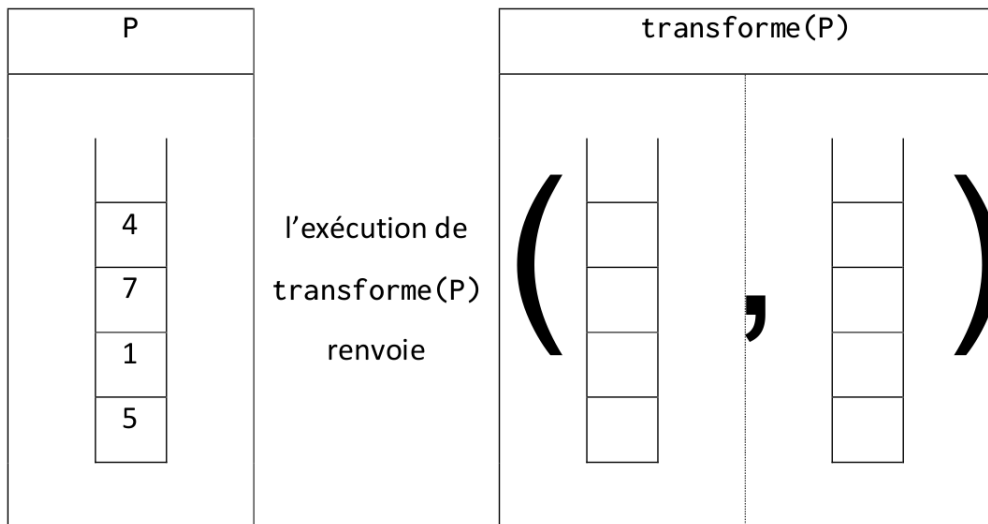 P
transforme(P)
4
7
1
5
l'exécution de
transforme(P)
renvoie
( , )